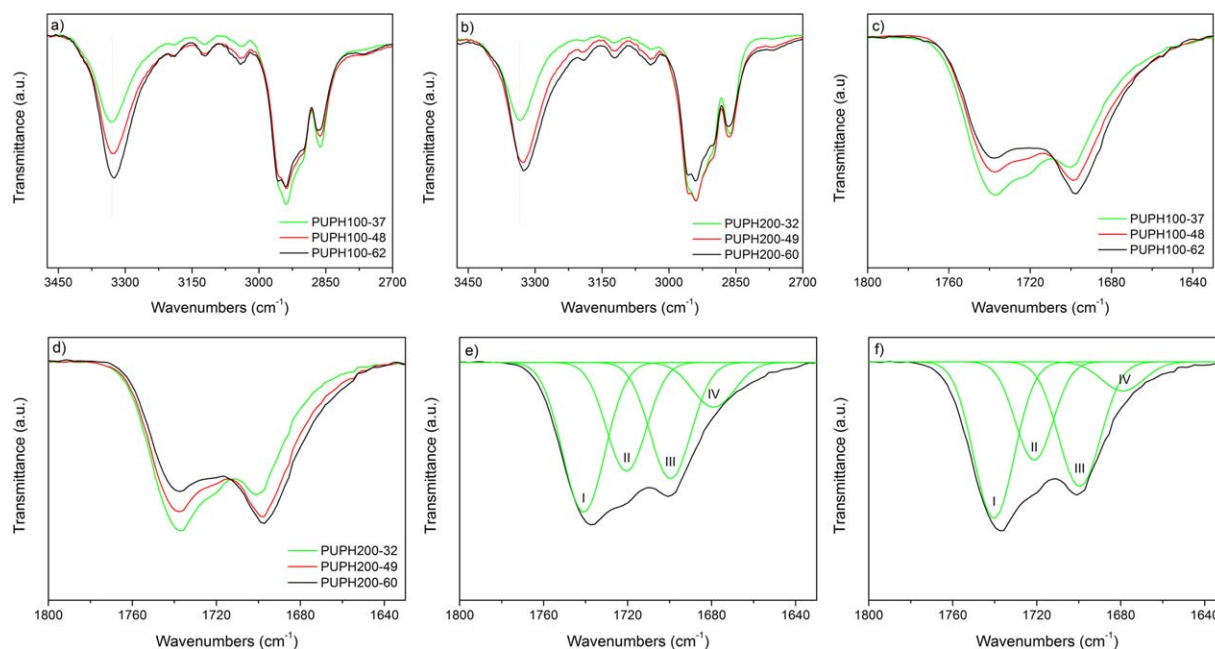 a)
Transmittance (a.u.)
PUPH100-37
PUPH100-48
PUPH100-62
3450 3300 3150 3000 2850 2700
Wavenumbers (cm⁻¹)
b)
Transmittance (a.u.)
PUPH200-32
PUPH200-49
PUPH200-60
3450 3300 3150 3000 2850 2700
Wavenumbers (cm⁻¹)
c)
Transmittance (a.u)
PUPH100-37
PUPH100-48
PUPH100-62
1800 1760 1720 1680 1640
Wavenumbers (cm⁻¹)
d)
Transmittance (a.u.)
PUPH200-32
PUPH200-49
PUPH200-60
1800 1760 1720 1680 1640
Wavenumbers (cm⁻¹)
e)
Transmittance (a.u.)
I
II
III
IV
1800 1760 1720 1680 1640
Wavenumbers (cm⁻¹)
f)
Transmittance (a.u.)
I
II
III
IV
1800 1760 1720 1680 1640
Wavenumbers (cm⁻¹)